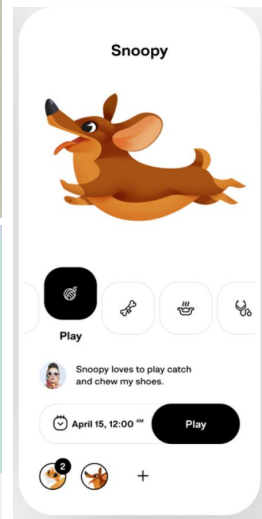 Snoopy
Play
Snoopy loves to play catch
and chew my shoes.
April 15, 12:00 AM
Play
2